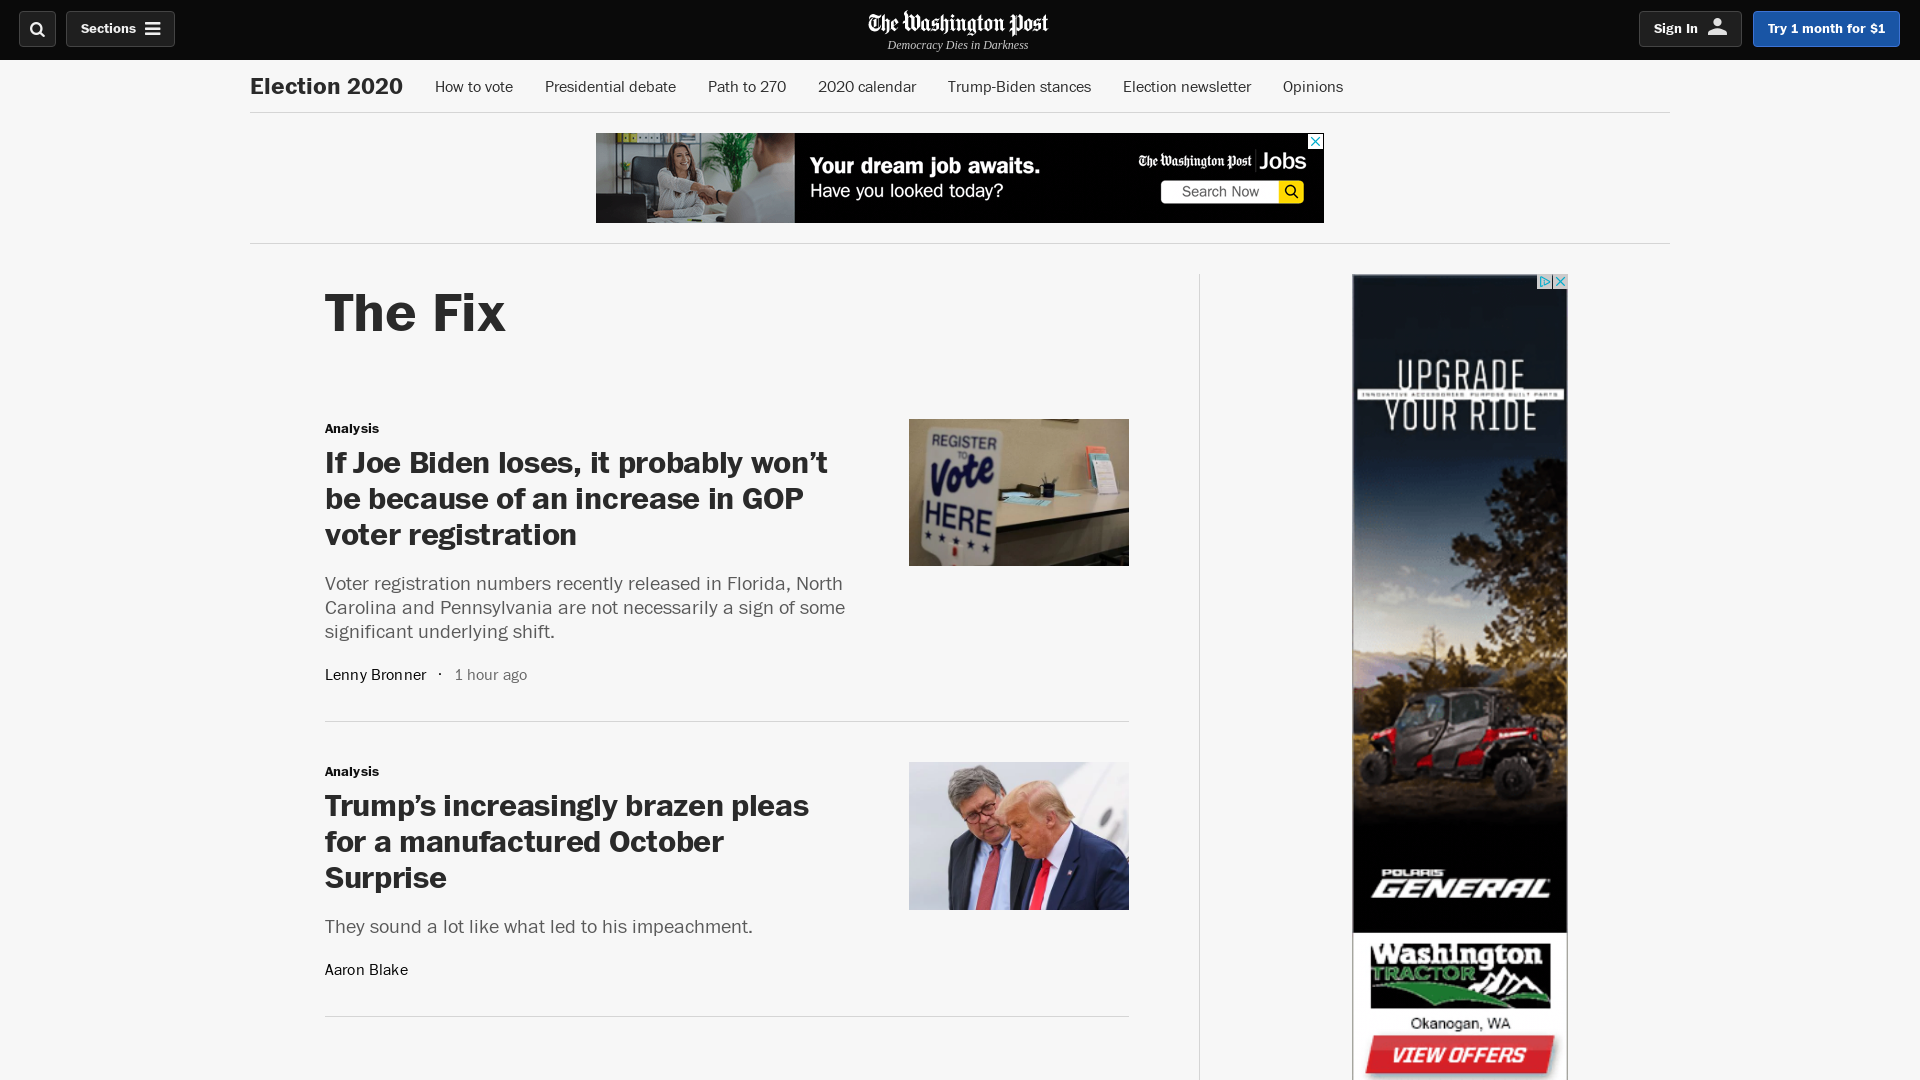 Sections
The Washington Post
Democracy Dies in Darkness
Sign In
Try 1 month for $1
Election 2020
How to vote
Presidential debate
Path to 270
2020 calendar
Trump-Biden stances
Election newsletter
Opinions
Your dream job awaits.
Have you looked today?
The Washington Post Jobs
Search Now
The Fix
Analysis
If Joe Biden loses, it probably won’t
be because of an increase in GOP
voter registration
Voter registration numbers recently released in Florida, North
Carolina and Pennsylvania are not necessarily a sign of some
significant underlying shift.
Lenny Bronner · 1 hour ago
REGISTER
TO
Vote
HERE
Analysis
Trump’s increasingly brazen pleas
for a manufactured October
Surprise
They sound a lot like what led to his impeachment.
Aaron Blake
UPGRADE
INNOVATIVE ACCESSORIES. PURPOSE BUILT PARTS
YOUR RIDE
POLARIS
GENERAL
Washington
TRACTOR
Okanogan, WA
VIEW OFFERS